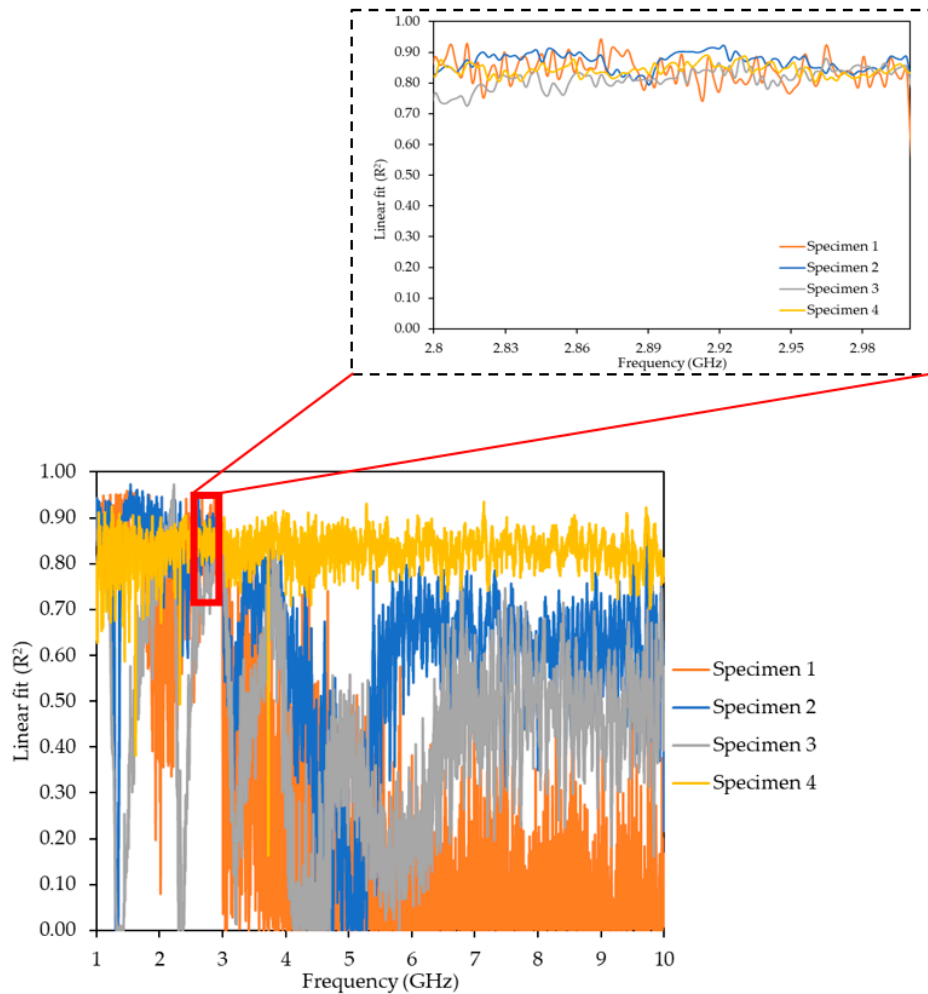 1.00
0.90
0.80
0.70
0.60
0.50
0.40
0.30
0.20
0.10
0.00
Linear fit (R²)
Specimen 1
Specimen 2
Specimen 3
Specimen 4
2.8 2.83 2.86 2.89 2.92 2.95 2.98
Frequency (GHz)
1.00
0.90
0.80
0.70
0.60
0.50
0.40
0.30
0.20
0.10
0.00
Linear fit (R²)
Specimen 1
Specimen 2
Specimen 3
Specimen 4
1 2 3 4 5 6 7 8 9 10
Frequency (GHz)